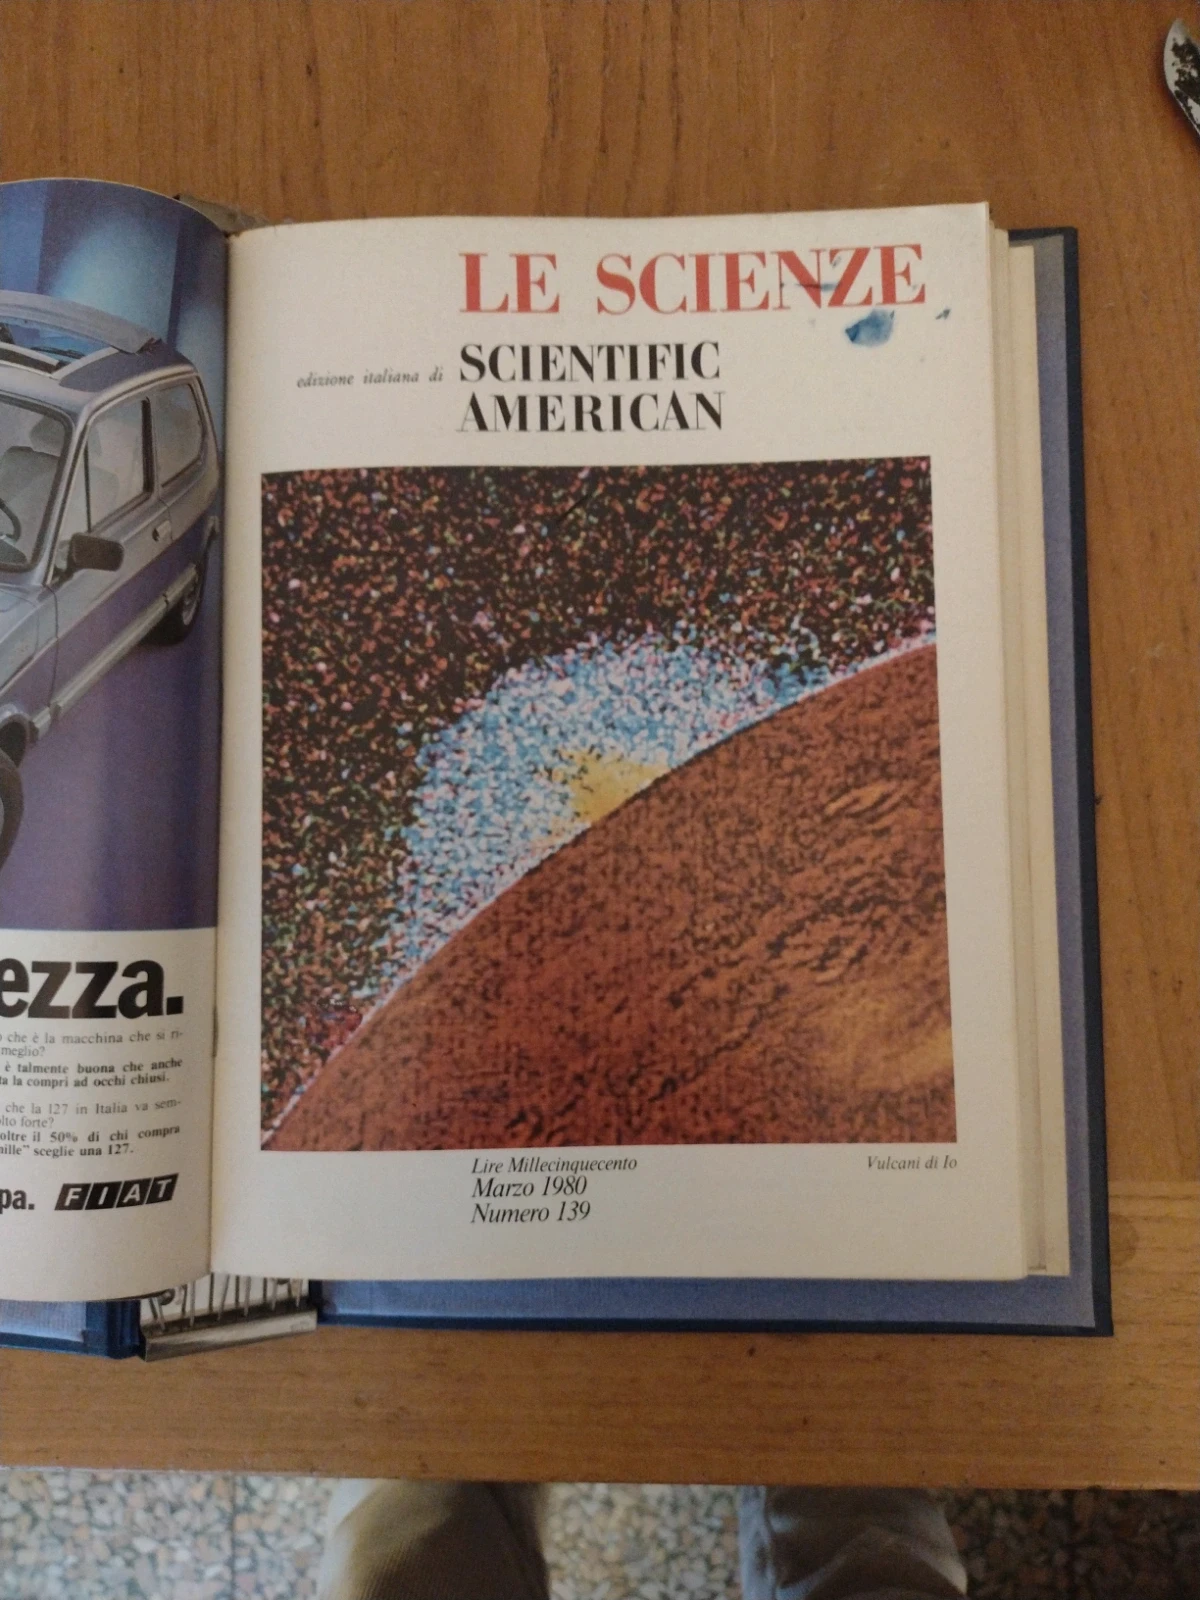 ezza.
che è la macchina che si ri-
meglio?
è talmente buona che anche
la compri ad occhi chiusi.
che la 127 in Italia va sem-
forte?
oltre il 50% di chi compra
sceglie una 127.
pa. FIAT
LE SCIENZE
edizione italiana di SCIENTIFIC
AMERICAN
Lire Millecinquecento
Vulcani di Io
Marzo 1980
Numero 139